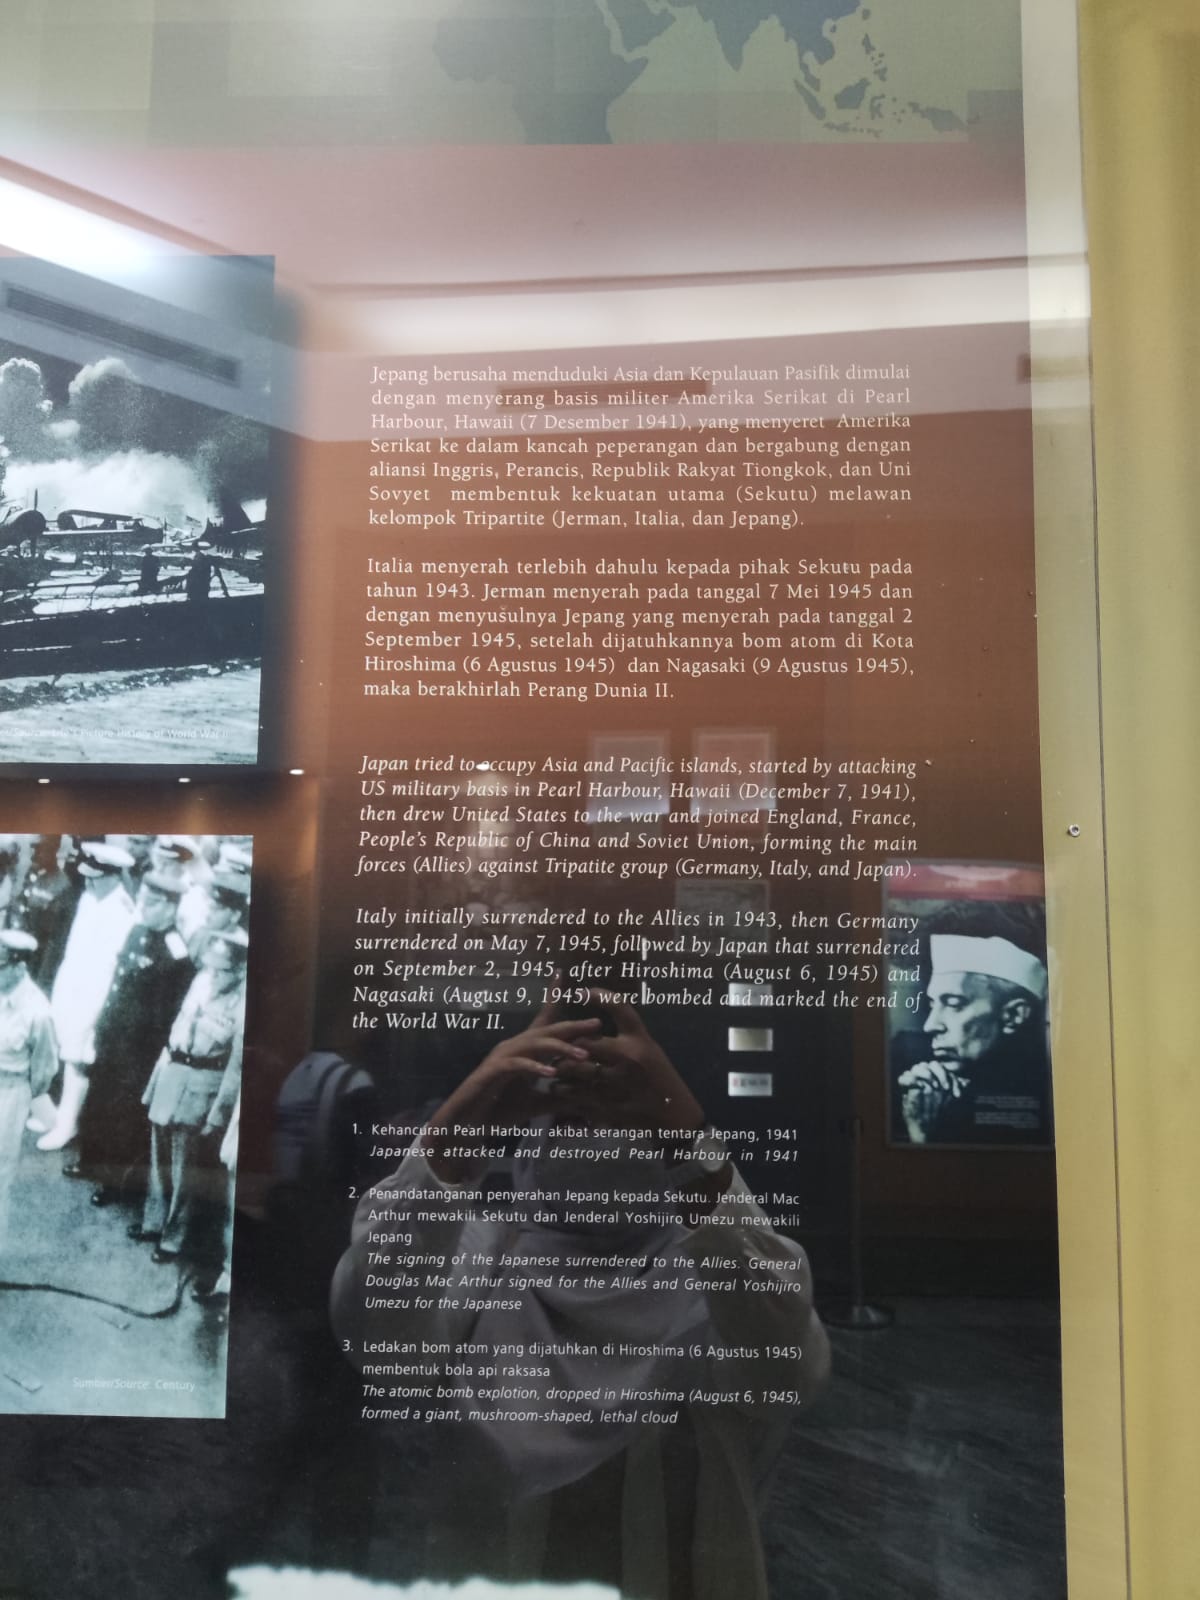 Jepang berusaha menduduki Asia dan Kepulauan Pasifik dimulai
dengan menyerang basis militer Amerika Serikat di Pearl
Harbour, Hawaii (7 Desember 1941), yang menyeret Amerika
Serikat ke dalam kancah peperangan dan bergabung dengan
aliansi Inggris, Perancis, Republik Rakyat Tiongkok, dan Uni
Sovyet membentuk kekuatan utama (Sekutu) melawan
kelompok Tripartite (Jerman, Italia, dan Jepang).
Italia menyerah terlebih dahulu kepada pihak Sekutu pada
tahun 1943. Jerman menyerah pada tanggal 7 Mei 1945 dan
dengan menyusulnya Jepang yang menyerah pada tanggal 2
September 1945, setelah dijatuhkannya bom atom di Kota
Hiroshima (6 Agustus 1945) dan Nagasaki (9 Agustus 1945),
maka berakhirlah Perang Dunia II.
Picture History of World War II
Japan tried to occupy Asia and Pacific islands, started by attacking
US military basis in Pearl Harbour, Hawaii (December 7, 1941),
then drew United States to the war and joined England, France,
People's Republic of China and Soviet Union, forming the main
forces (Allies) against Tripatite group (Germany, Italy, and Japan).
Italy initially surrendered to the Allies in 1943, then Germany
surrendered on May 7, 1945, followed by Japan that surrendered
on September 2, 1945, after Hiroshima (August 6, 1945) and
Nagasaki (August 9, 1945) were bombed and marked the end of
the World War II.
1. Kehancuran Pearl Harbour akibat serangan tentara Jepang, 1941
Japanese attacked and destroyed Pearl Harbour in 1941
2. Penandatanganan penyerahan Jepang kepada Sekutu. Jenderal Mac
Arthur mewakili Sekutu dan Jenderal Yoshijiro Umezu mewakili
Jepang
The signing of the Japanese surrendered to the Allies. General
Douglas Mac Arthur signed for the Allies and General Yoshijiro
Umezu for the Japanese
3. Ledakan bom atom yang dijatuhkan di Hiroshima (6 Agustus 1945)
membentuk bola api raksasa
The atomic bomb explotion, dropped in Hiroshima (August 6, 1945),
formed a giant, mushroom-shaped, lethal cloud
Sumber/Source: Century